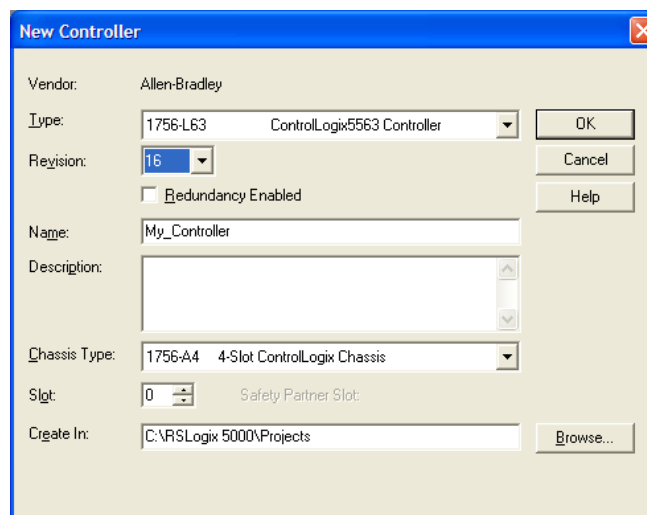 New Controller
Vendor: Allen-Bradley
Type: 1756-L63 ControlLogix5563 Controller OK
Revision: 16 Cancel
Redundancy Enabled Help
Name: My_Controller
Description:
Chassis Type: 1756-A4 4-Slot ControlLogix Chassis
Slot: 0 Safety Partner Slot:
Create In: C:\RSLogix 5000\Projects Browse...